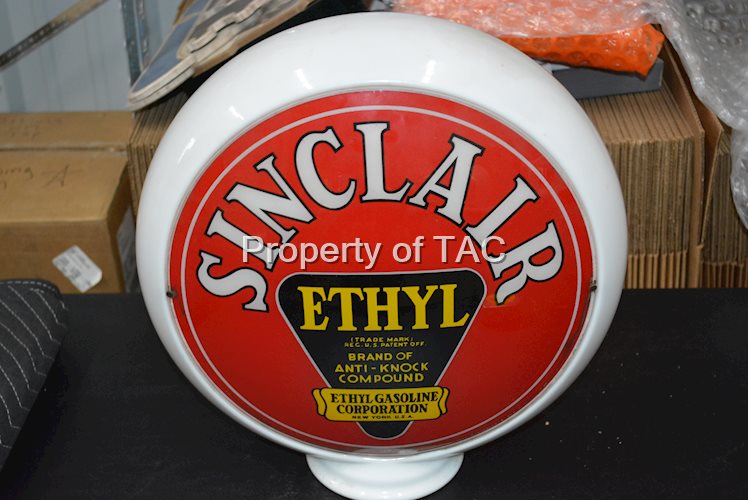 SINCLAIR
Property of TAC
ETHYL
(TRADE MARK)
REG. U.S. PATENT OFF.
BRAND OF
ANTI-KNOCK
COMPOUND
ETHYL GASOLINE
CORPORATION
NEW YORK U.S.A.